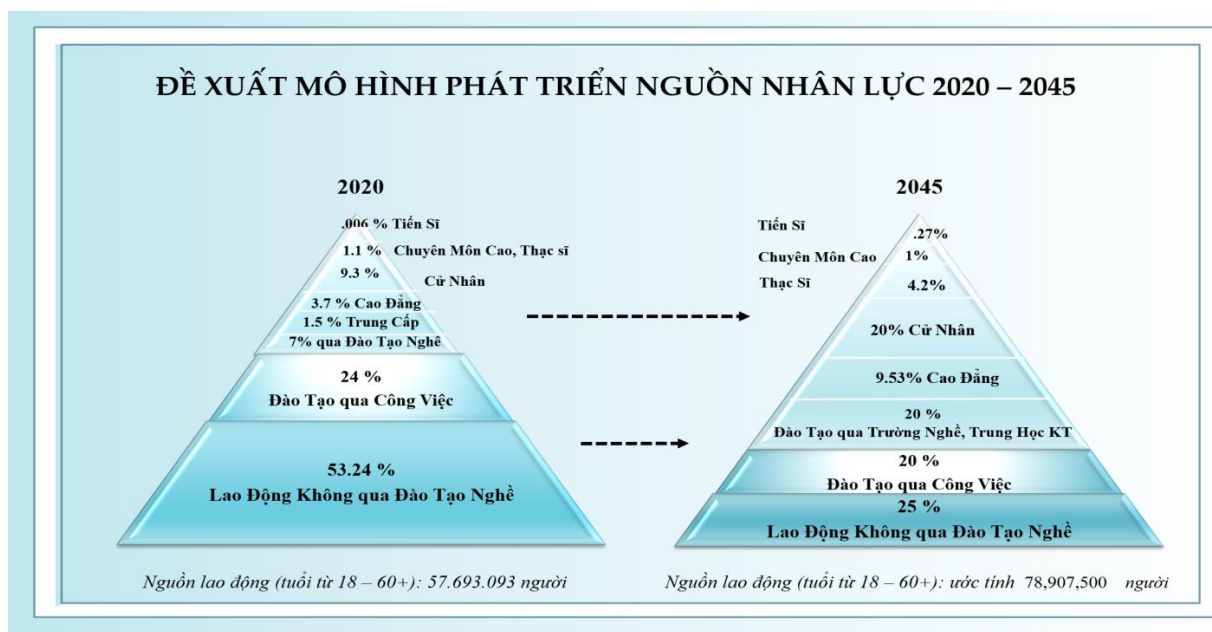 ĐỀ XUẤT MÔ HÌNH PHÁT TRIỂN NGUỒN NHÂN LỰC 2020 – 2045
2020
.006 % Tiến Sĩ
1.1 % Chuyên Môn Cao, Thạc sĩ
9.3 %
Cử Nhân
3.7 % Cao Đẳng
1.5 % Trung Cấp
7% qua Đào Tạo Nghề
24 %
Đào Tạo qua Công Việc
53.24 %
Lao Động Không qua Đào Tạo Nghề
Nguồn lao động (tuổi từ 18 – 60+): 57.693.093 người
2045
Tiến Sĩ .27%
Chuyên Môn Cao 1%
Thạc Sĩ 4.2%
20% Cử Nhân
9.53% Cao Đẳng
20 %
Đào Tạo qua Trường Nghề, Trung Học KT
20 %
Đào Tạo qua Công Việc
25 %
Lao Động Không qua Đào Tạo Nghề
Nguồn lao động (tuổi từ 18 – 60+): ước tính 78,907,500 người